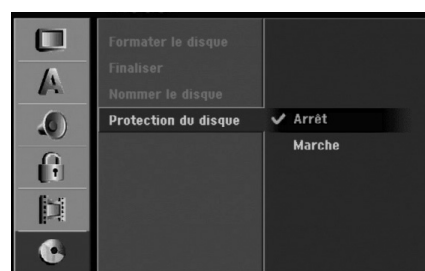 Formater le disque
Finaliser
Nommer le disque
Protection du disque
✔ Arrêt
Marche